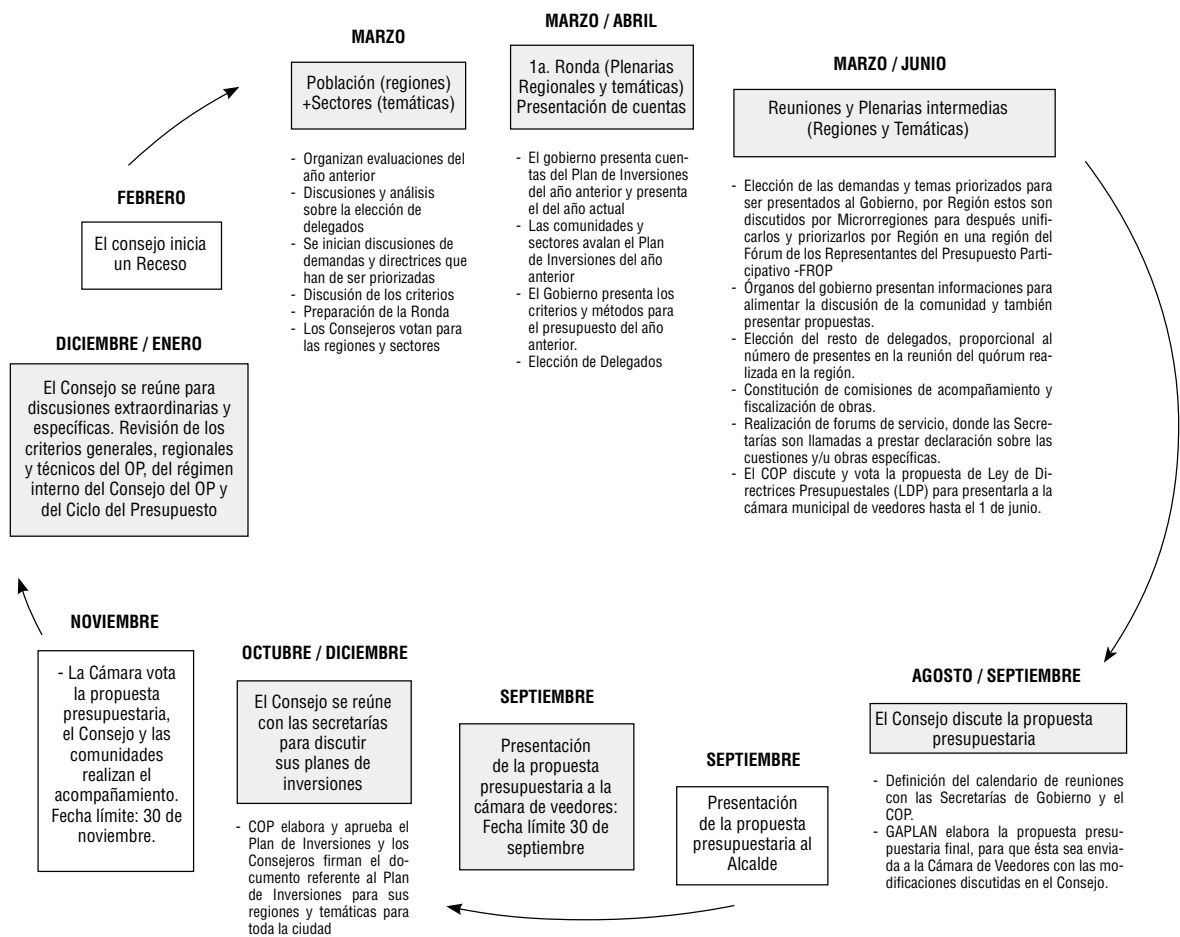 MARZO
Población (regiones)
+Sectores (temáticas)
- Organizan evaluaciones del
año anterior
- Discusiones y análisis
sobre la elección de
delegados
- Se inician discusiones de
demandas y directrices que
han de ser priorizadas
- Discusión de los criterios
- Preparación de la Ronda
- Los Consejeros votan para
las regiones y sectores
MARZO / ABRIL
1a. Ronda (Plenarias
Regionales y temáticas)
Presentación de cuentas
- El gobierno presenta cuen-
tas del Plan de Inversiones
del año anterior y presenta
el del año actual
- Las comunidades y
sectores avalan el Plan
de Inversiones del año
anterior
- El Gobierno presenta los
criterios y métodos para
el presupuesto del año
anterior.
- Elección de Delegados
MARZO / JUNIO
Reuniones y Plenarias intermedias
(Regiones y Temáticas)
- Elección de las demandas y temas priorizados para
ser presentados al Gobierno, por Región estos son
discutidos por Microrregiones para después unifi-
carlos y priorizarlos por Región en una región del
Fórum de los Representantes del Presupuesto Parti-
cipativo -FROP
- Órganos del gobierno presentan informaciones para
alimentar la discusión de la comunidad y también
presentar propuestas.
- Elección del resto de delegados, proporcional al
número de presentes en la reunión del quórum rea-
lizada en la región.
- Constitución de comisiones de acompañamiento y
fiscalización de obras.
- Realización de forums de servicio, donde las Secre-
tarías son llamadas a prestar declaración sobre las
cuestiones y/u obras específicas.
- El COP discute y vota la propuesta de Ley de Di-
rectrices Presupuestales (LDP) para presentarla a la
cámara municipal de veedores hasta el 1 de junio.
AGOSTO / SEPTIEMBRE
El Consejo discute la propuesta
presupuestaria
- Definición del calendario de reuniones
con las Secretarías de Gobierno y el
COP.
- GAPLAN elabora la propuesta presu-
puestaria final, para que ésta sea envia-
da a la Cámara de Veedores con las mo-
dificaciones discutidas en el Consejo.
SEPTIEMBRE
Presentación
de la propuesta
presupuestaria al
Alcalde
SEPTIEMBRE
Presentación
de la propuesta
presupuestaria a la
cámara de veedores:
Fecha límite 30 de
septiembre
OCTUBRE / DICIEMBRE
El Consejo se reúne
con las secretarías
para discutir
sus planes de
inversiones
- COP elabora y aprueba el
Plan de Inversiones y los
Consejeros firman el do-
cumento referente al Plan
de Inversiones para sus
regiones y temáticas para
toda la ciudad
NOVIEMBRE
- La Cámara vota
la propuesta
presupuestaria,
el Consejo y las
comunidades
realizan el
acompañamiento.
Fecha límite: 30 de
noviembre.
DICIEMBRE / ENERO
El Consejo se reúne para
discusiones extraordinarias y
específicas. Revisión de los
criterios generales, regionales
y técnicos del OP, del régimen
interno del Consejo del OP y
del Ciclo del Presupuesto
FEBRERO
El consejo inicia
un Receso